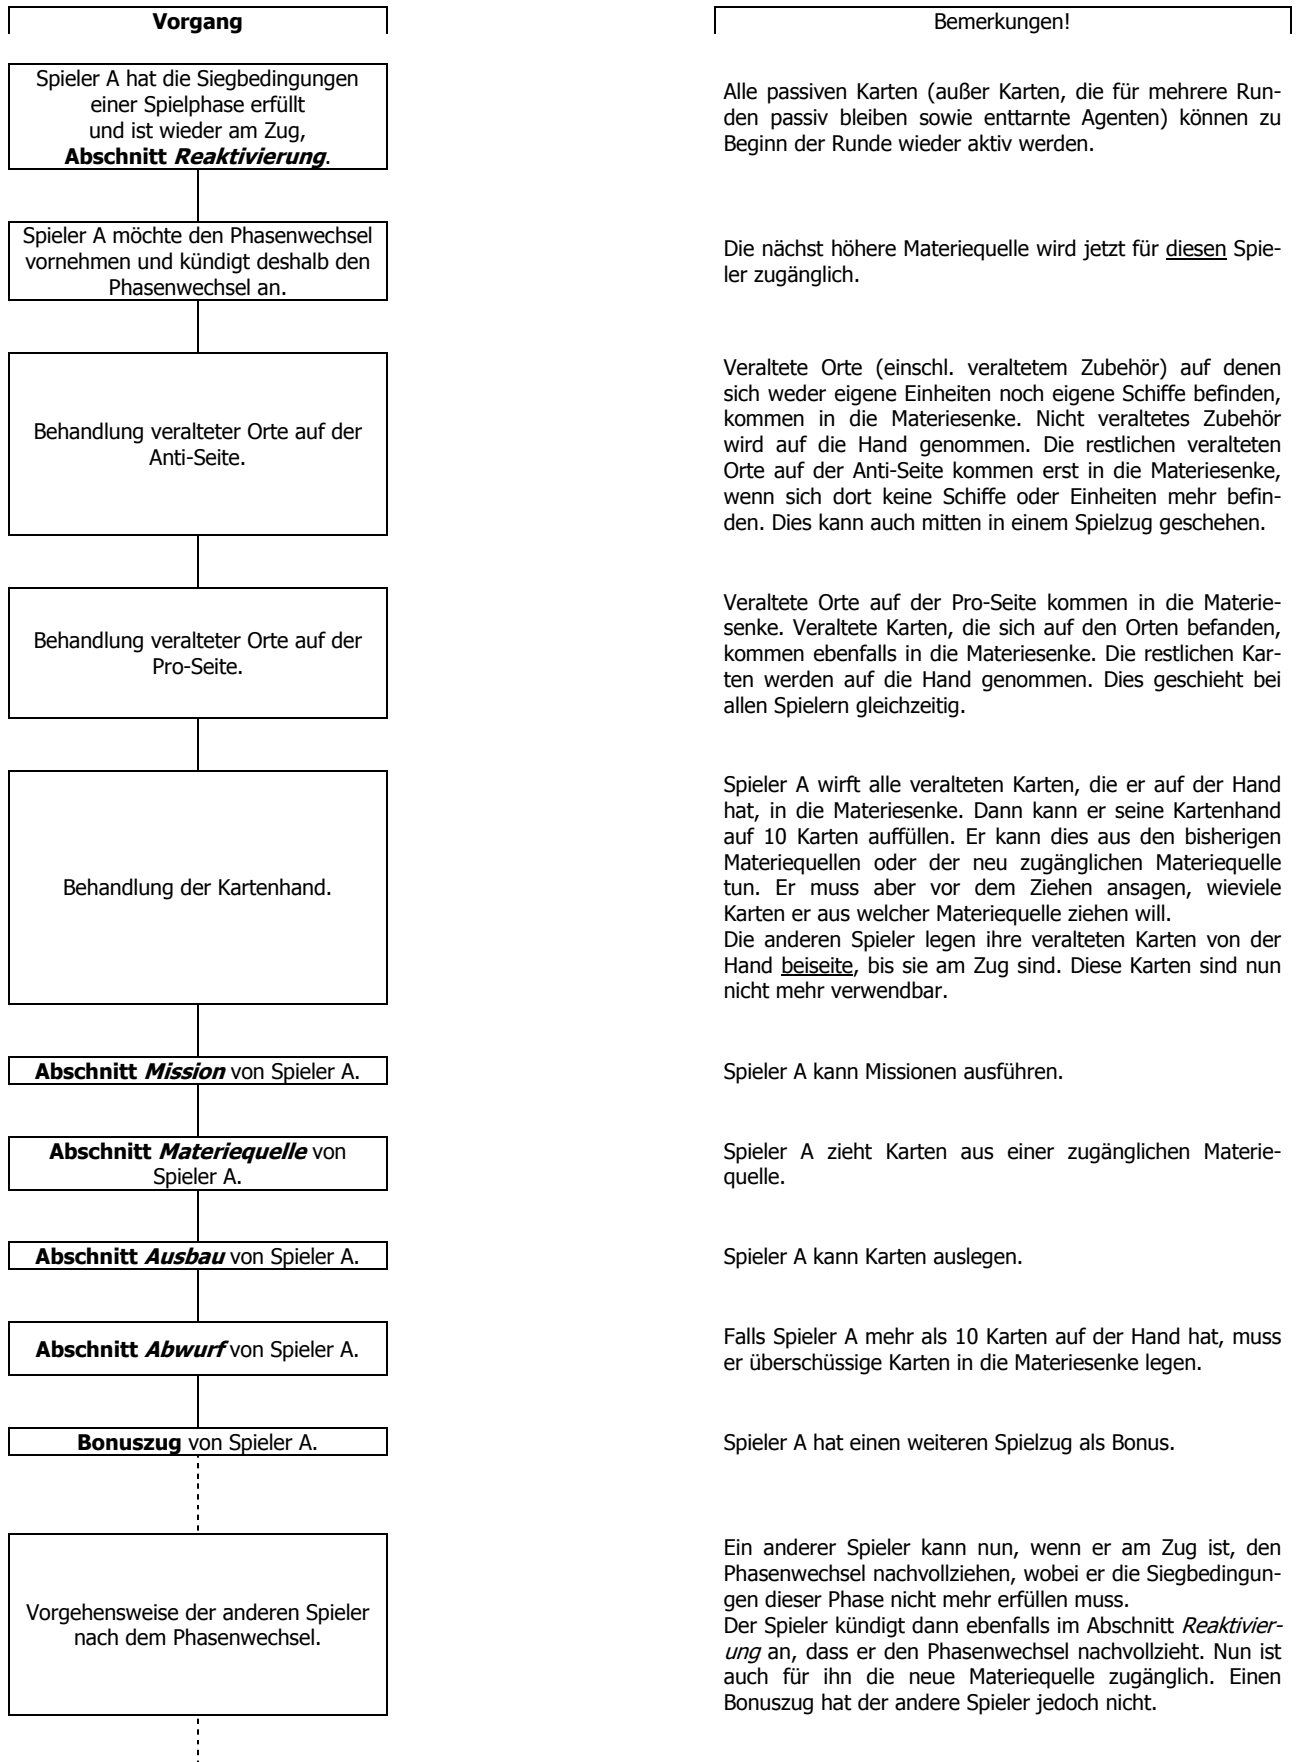 Vorgang
Bemerkungen!
Spieler A hat die Siegbedingungen
einer Spielphase erfüllt
und ist wieder am Zug,
Abschnitt Reaktivierung.
Alle passiven Karten (außer Karten, die für mehrere Run-
den passiv bleiben sowie enttarnte Agenten) können zu
Beginn der Runde wieder aktiv werden.
Spieler A möchte den Phasenwechsel
vornehmen und kündigt deshalb den
Phasenwechsel an.
Die nächst höhere Materiequelle wird jetzt für diesen Spie-
ler zugänglich.
Behandlung veralteter Orte auf der
Anti-Seite.
Veraltete Orte (einschl. veraltetem Zubehör) auf denen
sich weder eigene Einheiten noch eigene Schiffe befinden,
kommen in die Materiesenke. Nicht veraltetes Zubehör
wird auf die Hand genommen. Die restlichen veralteten
Orte auf der Anti-Seite kommen erst in die Materiesenke,
wenn sich dort keine Schiffe oder Einheiten mehr befin-
den. Dies kann auch mitten in einem Spielzug geschehen.
Behandlung veralteter Orte auf der
Pro-Seite.
Veraltete Orte auf der Pro-Seite kommen in die Materie-
senke. Veraltete Karten, die sich auf den Orten befanden,
kommen ebenfalls in die Materiesenke. Die restlichen Kar-
ten werden auf die Hand genommen. Dies geschieht bei
allen Spielern gleichzeitig.
Behandlung der Kartenhand.
Spieler A wirft alle veralteten Karten, die er auf der Hand
hat, in die Materiesenke. Dann kann er seine Kartenhand
auf 10 Karten auffüllen. Er kann dies aus den bisherigen
Materiequellen oder der neu zugänglichen Materiequelle
tun. Er muss aber vor dem Ziehen ansagen, wieviele
Karten er aus welcher Materiequelle ziehen will.
Die anderen Spieler legen ihre veralteten Karten von der
Hand beiseite, bis sie am Zug sind. Diese Karten sind nun
nicht mehr verwendbar.
Abschnitt Mission von Spieler A.
Spieler A kann Missionen ausführen.
Abschnitt Materiequelle von
Spieler A.
Spieler A zieht Karten aus einer zugänglichen Materie-
quelle.
Abschnitt Ausbau von Spieler A.
Spieler A kann Karten auslegen.
Abschnitt Abwurf von Spieler A.
Falls Spieler A mehr als 10 Karten auf der Hand hat, muss
er überschüssige Karten in die Materiesenke legen.
Bonuszug von Spieler A.
Spieler A hat einen weiteren Spielzug als Bonus.
Vorgehensweise der anderen Spieler
nach dem Phasenwechsel.
Ein anderer Spieler kann nun, wenn er am Zug ist, den
Phasenwechsel nachvollziehen, wobei er die Siegbedingun-
gen dieser Phase nicht mehr erfüllen muss.
Der Spieler kündigt dann ebenfalls im Abschnitt Reaktivier-
ung an, dass er den Phasenwechsel nachvollzieht. Nun ist
auch für ihn die neue Materiequelle zugänglich. Einen
Bonuszug hat der andere Spieler jedoch nicht.